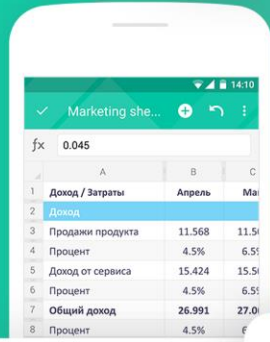 14:10
Marketing she...
fx 0.045
A B C
1 Доход / Затраты Апрель
2 Доход
3 Продажи продукта 11.568
4 Процент 4.5%
5 Доход от сервиса 15.424
6 Процент 4.5%
7 Общий доход 26.991
8 Процент 4.5%